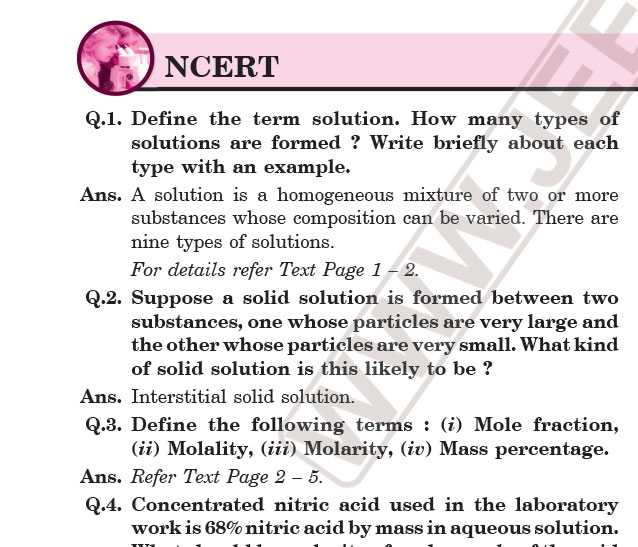 NCERT
Q.1. Define the term solution. How many types of
solutions are formed ? Write briefly about each
type with an example.
Ans. A solution is a homogeneous mixture of two or more
substances whose composition can be varied. There are
nine types of solutions.
For details refer Text Page 1 – 2.
Q.2. Suppose a solid solution is formed between two
substances, one whose particles are very large and
the other whose particles are very small. What kind
of solid solution is this likely to be ?
Ans. Interstitial solid solution.
Q.3. Define the following terms : (i) Mole fraction,
(ii) Molality, (iii) Molarity, (iv) Mass percentage.
Ans. Refer Text Page 2 – 5.
Q.4. Concentrated nitric acid used in the laboratory
work is 68% nitric acid by mass in aqueous solution.
WWW.JEE